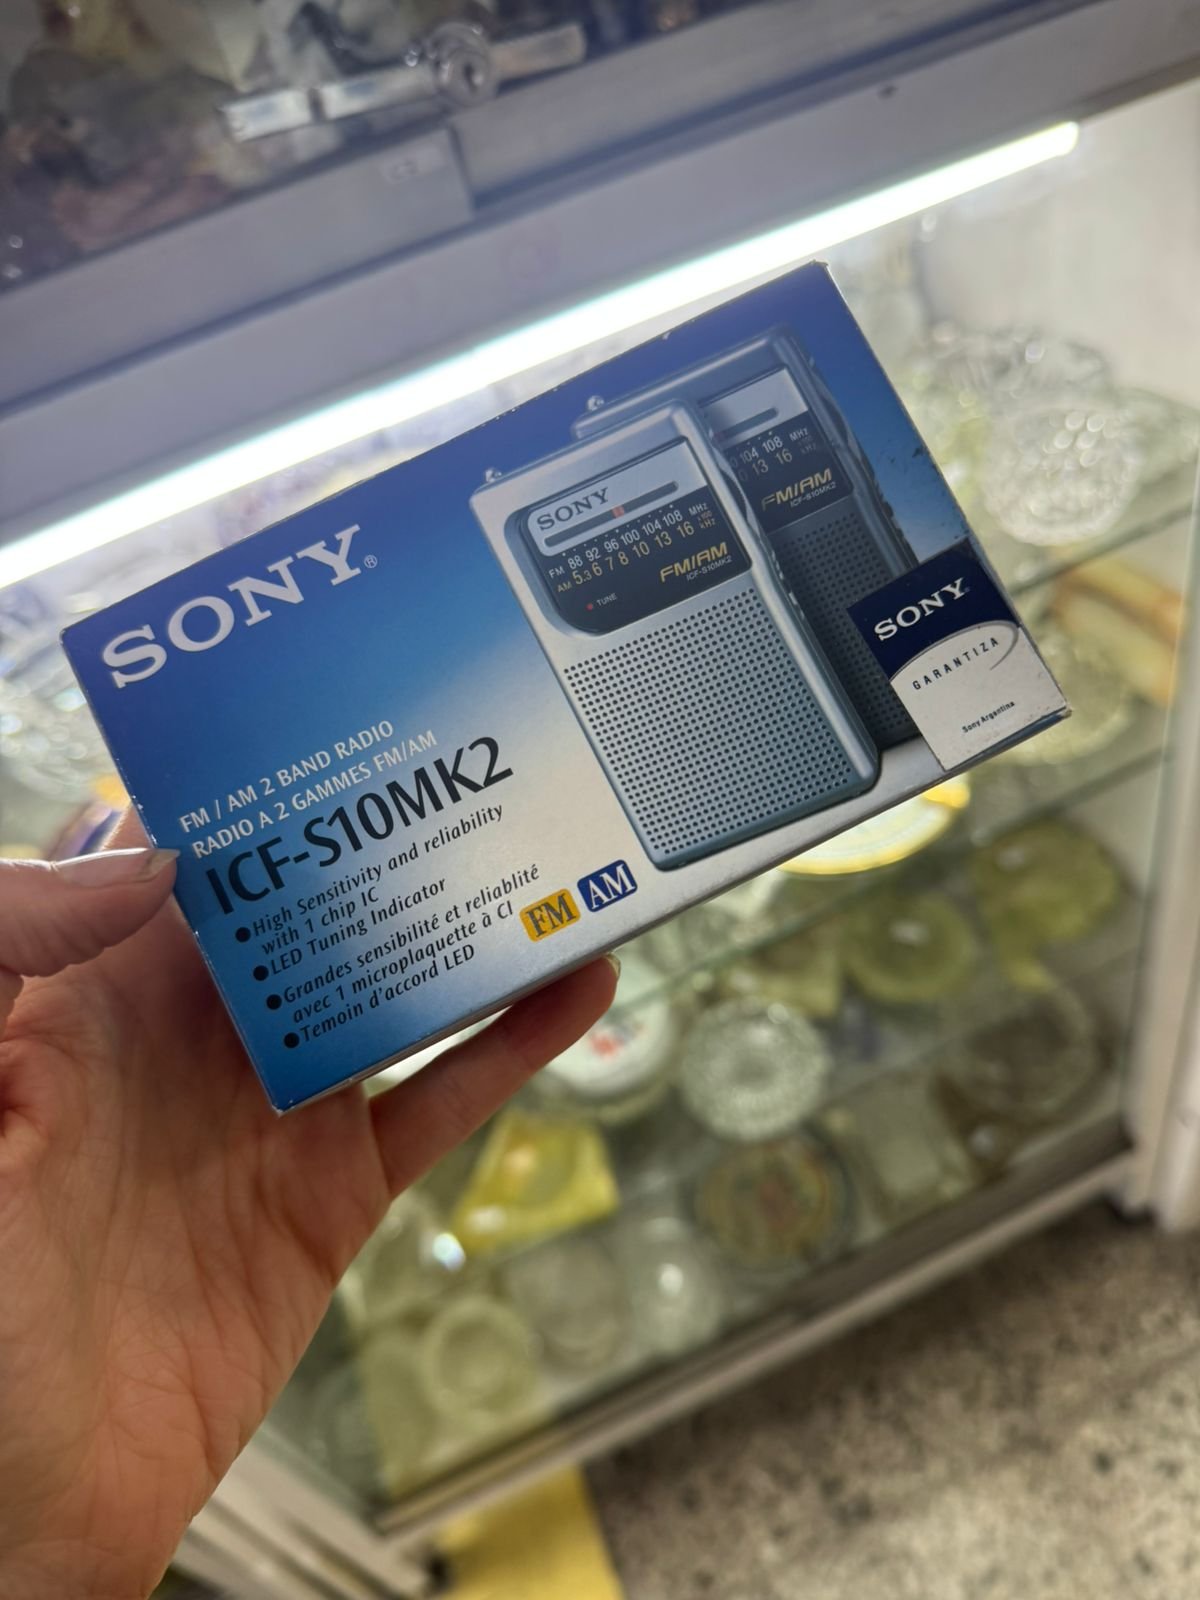 SONY®
FM / AM 2 BAND RADIO
RADIO A 2 GAMMES FM/AM
ICF-S10MK2
●High Sensitivity and reliability
with 1 chip IC
●LED Tuning Indicator
●Grandes sensibilité et reliablité
avec 1 microplaquette à CI
●Temoin d'accord LED
FM AM
SONY
FM 88 92 96 100 104 108 MHz
AM 5.3 6 7 8 10 13 16 x100 kHz
FM/AM
ICF-S10MK2
TUNE
104 108 MHz
13 16 kHz
FM/AM
ICF-S10MK2
SONY
GARANTIZA
Sony Argentina